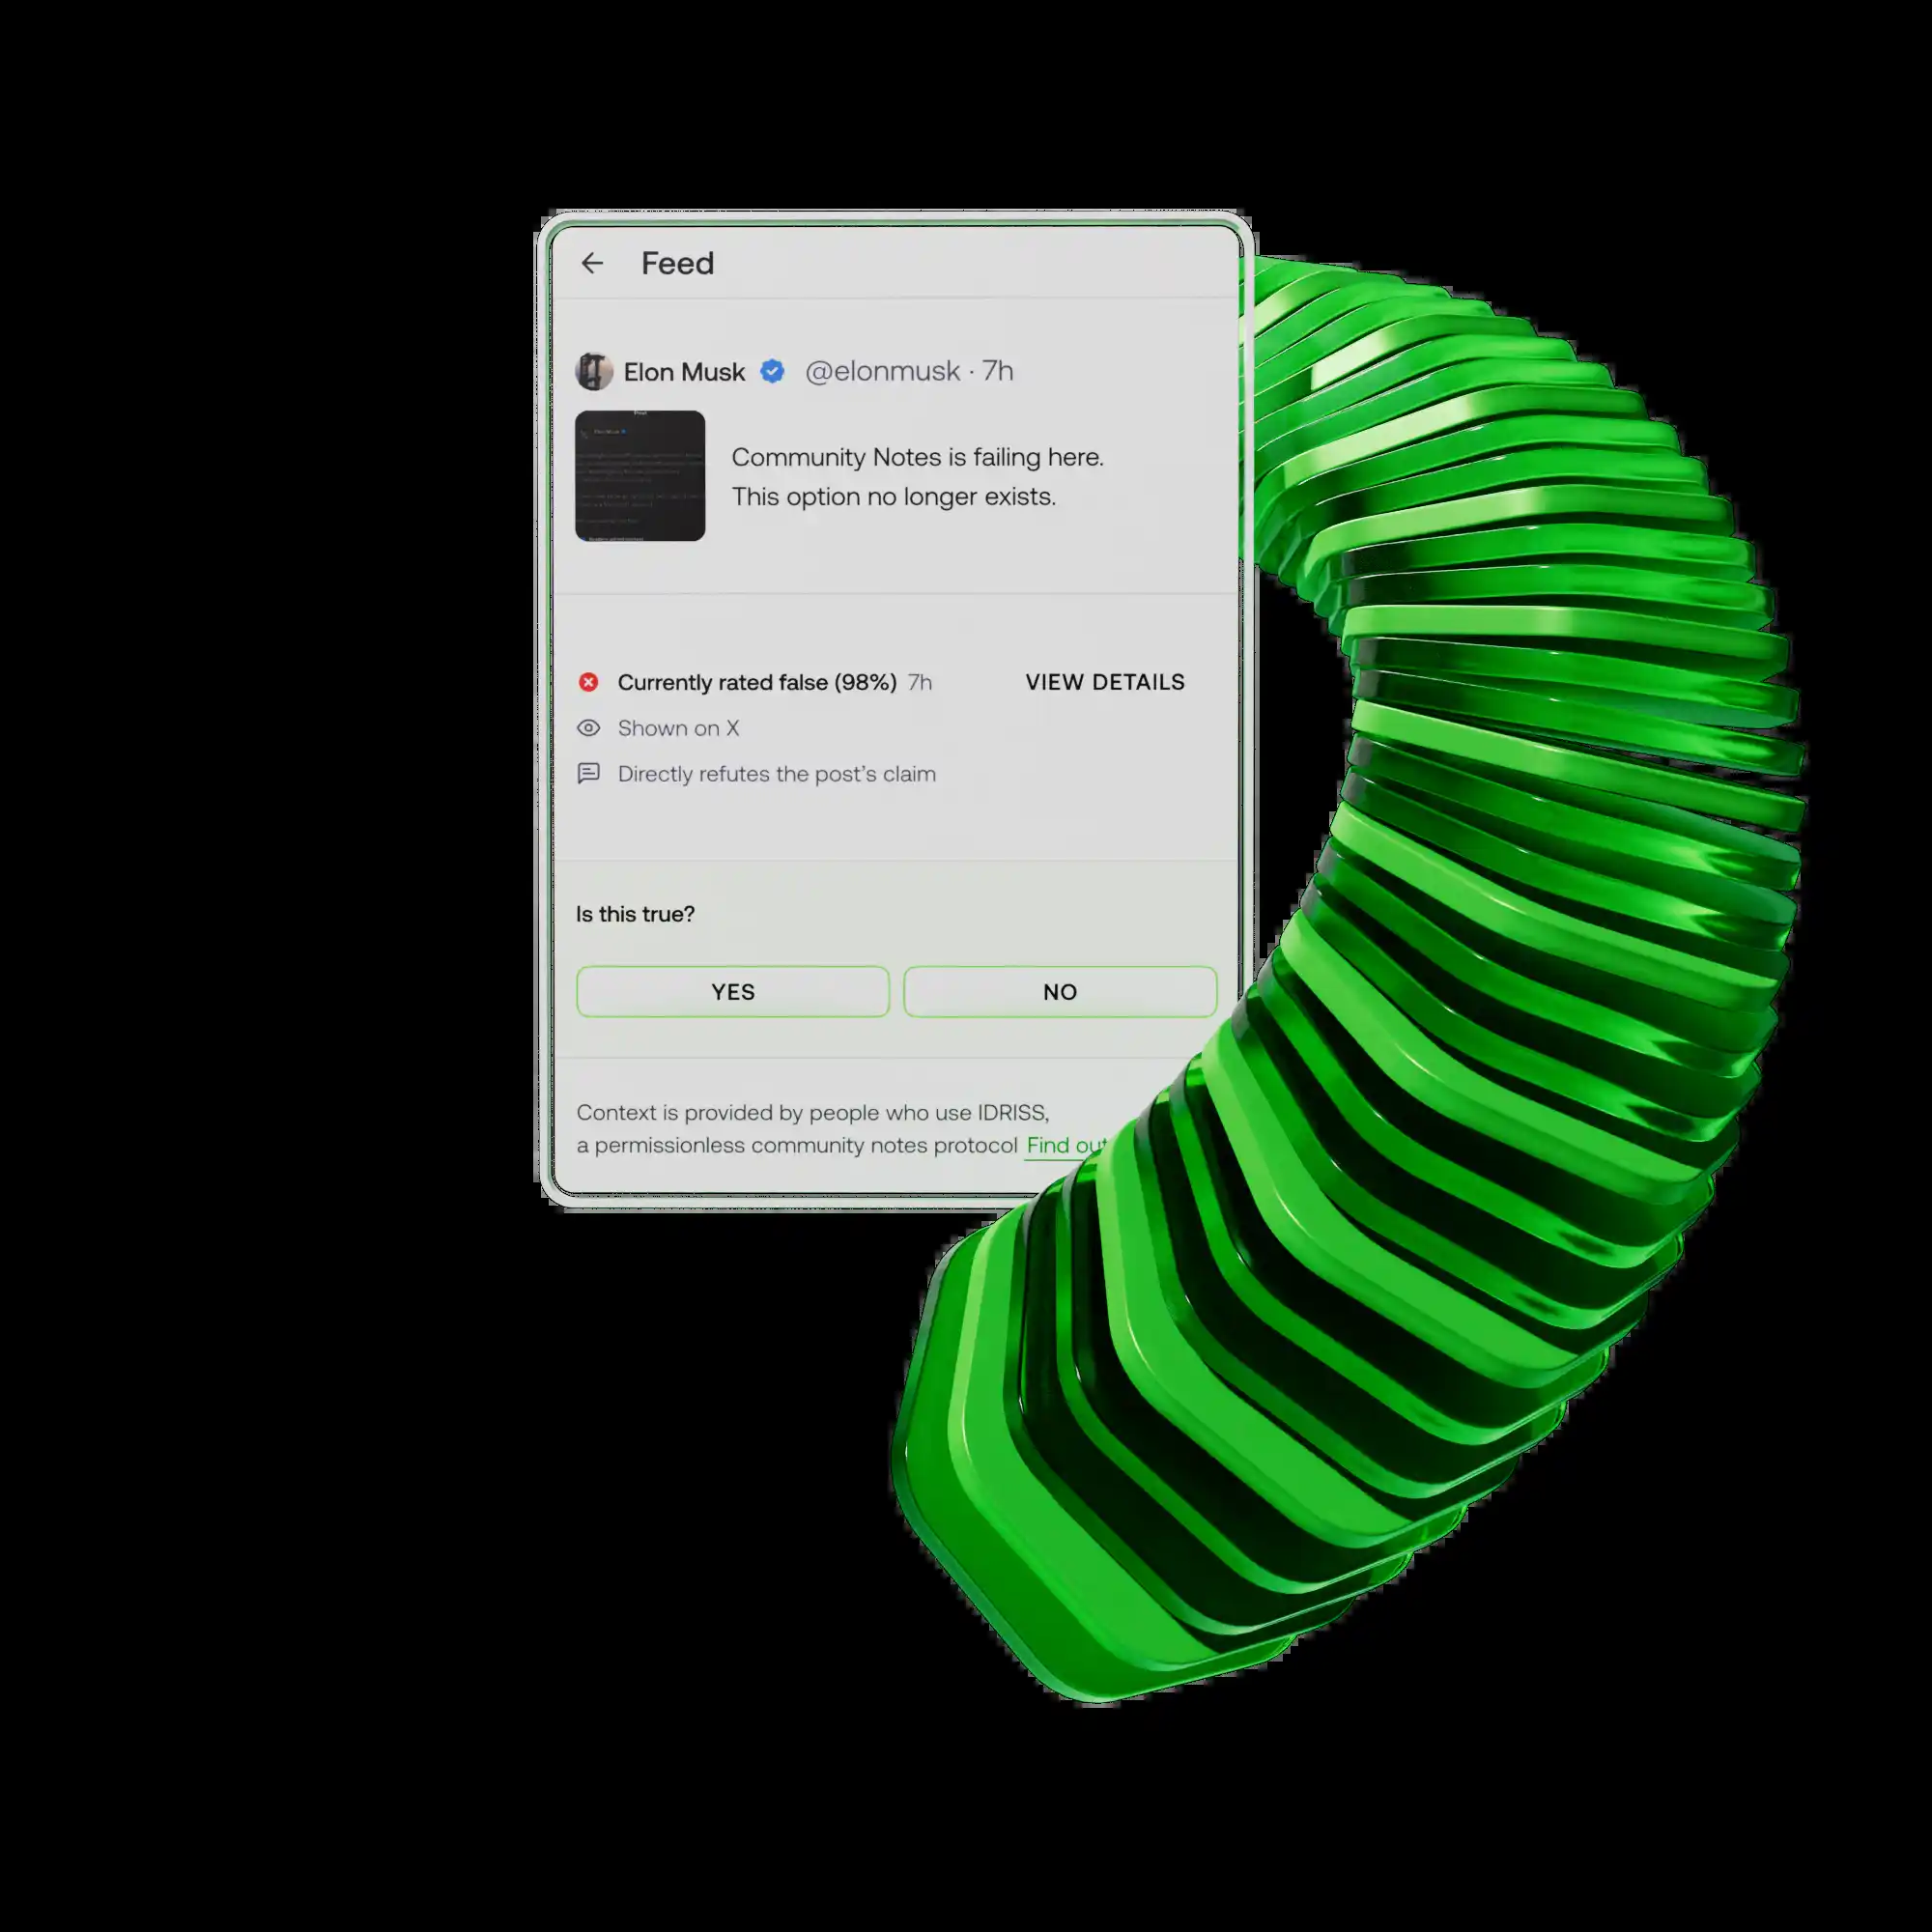 Feed
Elon Musk @elonmusk · 7h
Community Notes is failing here.
This option no longer exists.
Currently rated false (98%) 7h VIEW DETAILS
Shown on X
Directly refutes the post’s claim
Is this true?
YES NO
Context is provided by people who use IDRISS,
a permissionless community notes protocol Find out